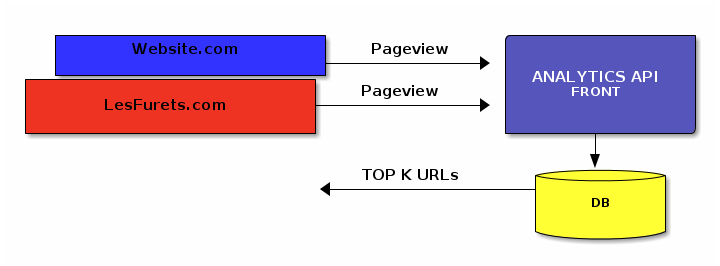 Website.com
Pageview
LesFurets.com
Pageview
ANALYTICS API
FRONT
TOP K URLs
DB